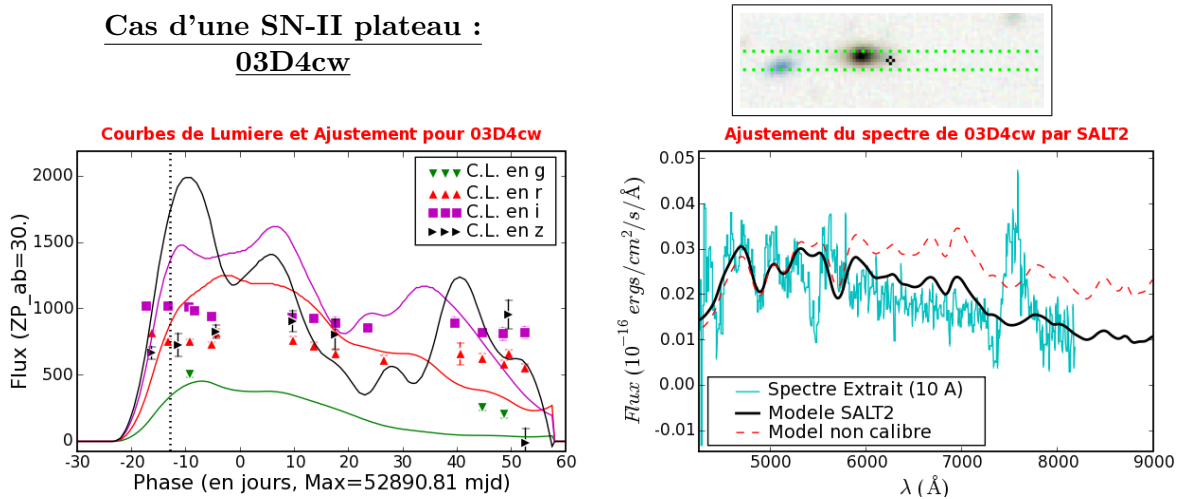 Cas d'une SN-II plateau :
03D4cw
Courbes de Lumiere et Ajustement pour 03D4cw
Flux (ZP_ab=30.)
2000
1500
1000
500
0
C.L. en g
C.L. en r
C.L. en i
C.L. en z
-30 -20 -10 0 10 20 30 40 50 60
Phase (en jours, Max=52890.81 mjd)
Ajustement du spectre de 03D4cw par SALT2
Flux (10⁻¹⁶ ergs/cm²/s/Å)
0.05
0.04
0.03
0.02
0.01
0.00
-0.01
Spectre Extrait (10 A)
Modele SALT2
Model non calibre
5000 6000 7000 8000 9000
λ (Å)